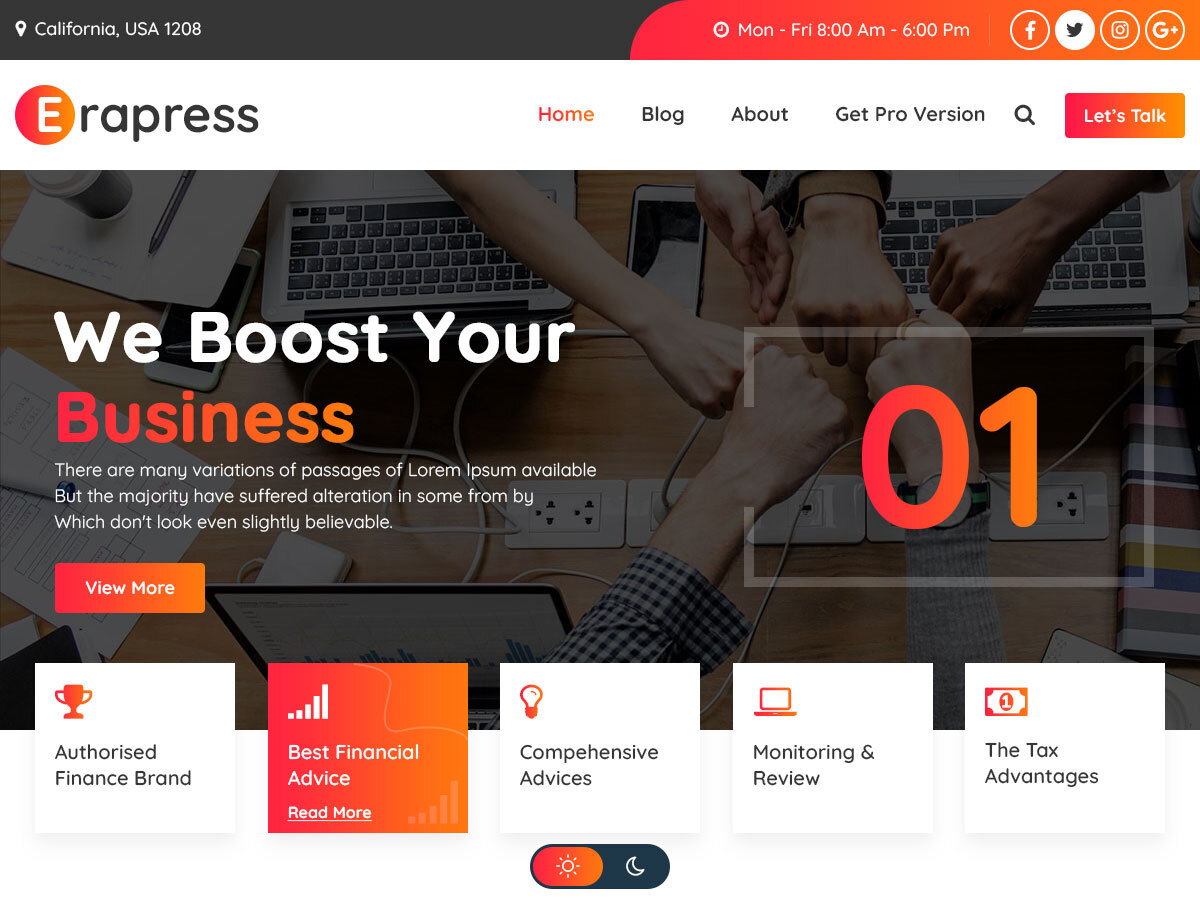 California, USA 1208
Mon - Fri 8:00 Am - 6:00 Pm
Erapress
Home
Blog
About
Get Pro Version
Let's Talk
We Boost Your
Business
There are many variations of passages of Lorem Ipsum available
But the majority have suffered alteration in some from by
Which don't look even slightly believable.
View More
01
Authorised
Finance Brand
Best Financial
Advice
Read More
Compehensive
Advices
Monitoring &
Review
1
The Tax
Advantages